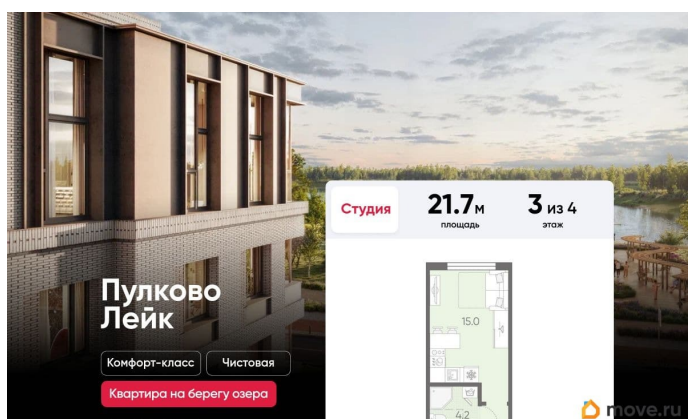 Студия
21.7м
площадь
3 из 4
этаж
Пулково
Лейк
15.0
Комфорт-класс
Чистовая
Квартира на берегу озера
4.2
move.ru